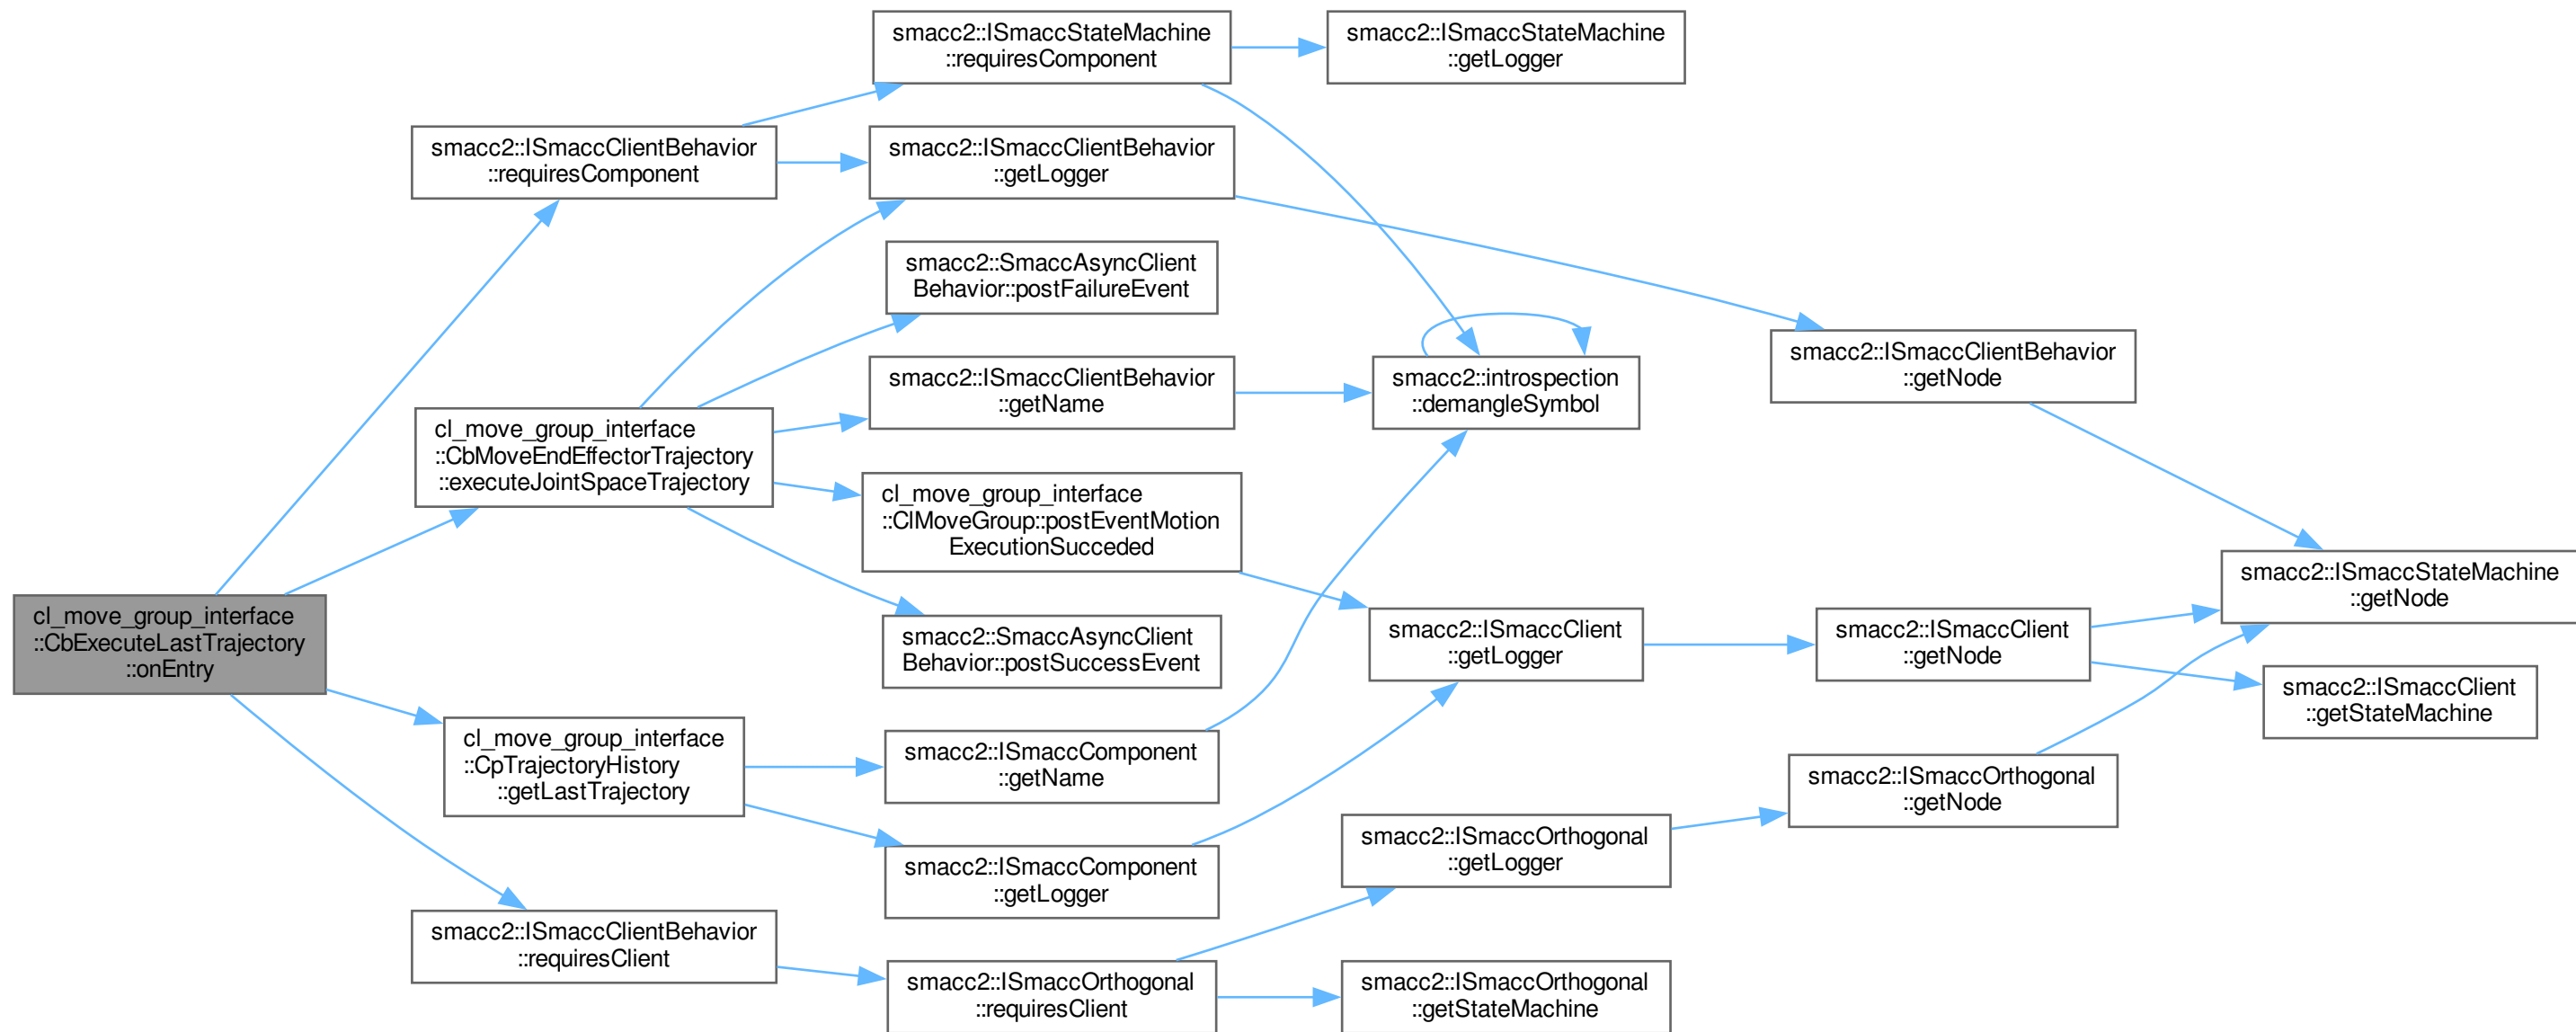 smacc2::ISmaccStateMachine
::requiresComponent
smacc2::ISmaccStateMachine
::getLogger
smacc2::ISmaccClientBehavior
::requiresComponent
smacc2::ISmaccClientBehavior
::getLogger
smacc2::SmaccAsyncClient
Behavior::postFailureEvent
smacc2::ISmaccClientBehavior
::getNode
smacc2::ISmaccClientBehavior
::getName
smacc2::introspection
::demangleSymbol
cl_move_group_interface
::CbMoveEndEffectorTrajectory
::executeJointSpaceTrajectory
cl_move_group_interface
::ClMoveGroup::postEventMotion
ExecutionSucceded
smacc2::ISmaccStateMachine
::getNode
cl_move_group_interface
::CbExecuteLastTrajectory
::onEntry
smacc2::SmaccAsyncClient
Behavior::postSuccessEvent
smacc2::ISmaccClient
::getLogger
smacc2::ISmaccClient
::getNode
smacc2::ISmaccClient
::getStateMachine
cl_move_group_interface
::CpTrajectoryHistory
::getLastTrajectory
smacc2::ISmaccComponent
::getName
smacc2::ISmaccOrthogonal
::getNode
smacc2::ISmaccComponent
::getLogger
smacc2::ISmaccOrthogonal
::getLogger
smacc2::ISmaccClientBehavior
::requiresClient
smacc2::ISmaccOrthogonal
::requiresClient
smacc2::ISmaccOrthogonal
::getStateMachine